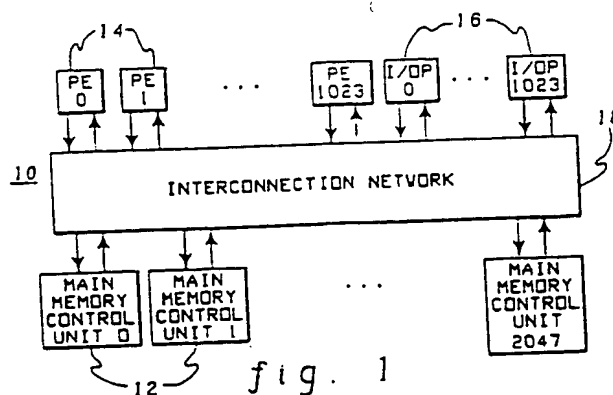 14
16
PE 0
PE 1
...
PE 1023
I/OP 0
...
I/OP 1023
11
10
INTERCONNECTION NETWORK
MAIN MEMORY CONTROL UNIT 0
MAIN MEMORY CONTROL UNIT 1
...
MAIN MEMORY CONTROL UNIT 2047
12
fig. 1